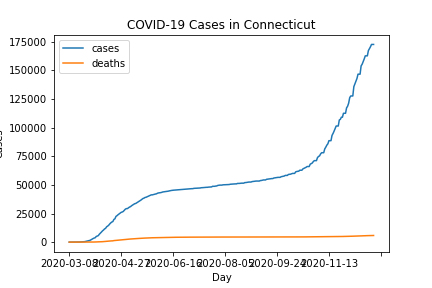 COVID-19 Cases in Connecticut
cases
deaths
175000
150000
125000
100000
75000
50000
25000
0
Cases
2020-03-08 2020-04-27 2020-06-16 2020-08-05 2020-09-24 2020-11-13
Day